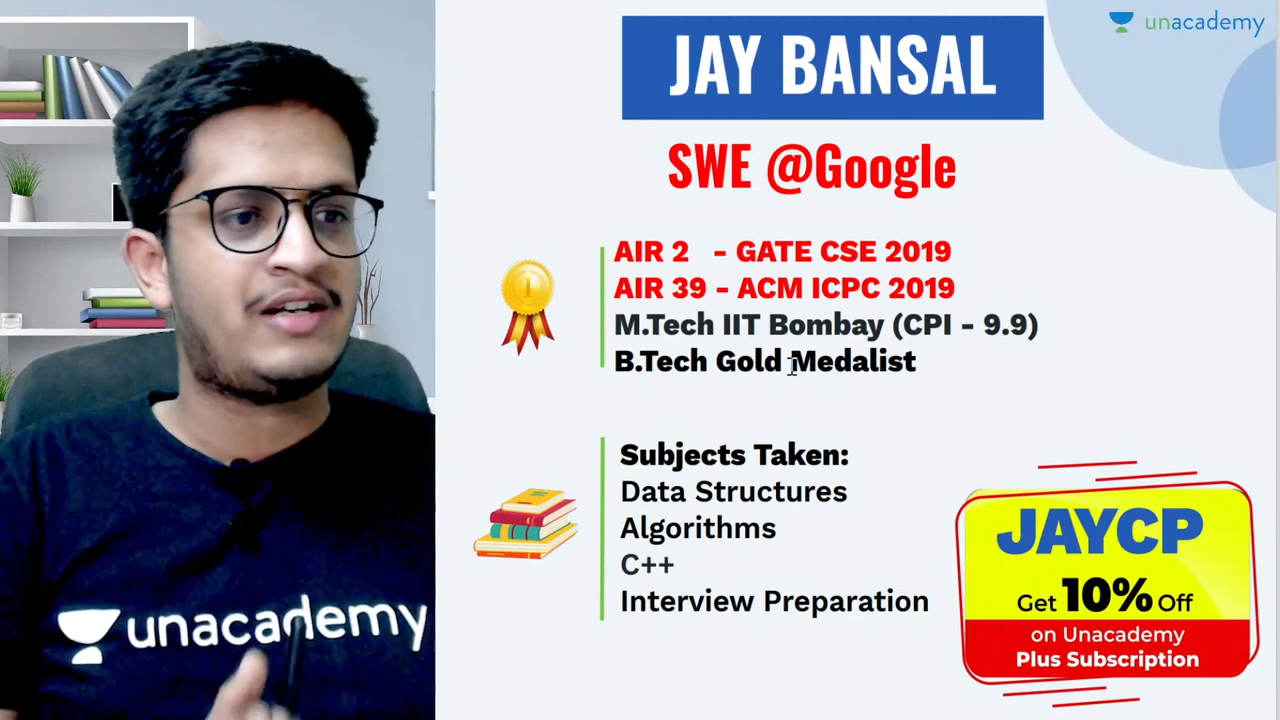 unacademy
JAY BANSAL
SWE @Google
AIR 2 - GATE CSE 2019
AIR 39 - ACM ICPC 2019
M.Tech IIT Bombay (CPI - 9.9)
B.Tech Gold Medalist
1
Subjects Taken:
Data Structures
Algorithms
C++
Interview Preparation
JAYCP
Get 10% Off
on Unacademy
Plus Subscription
unacademy